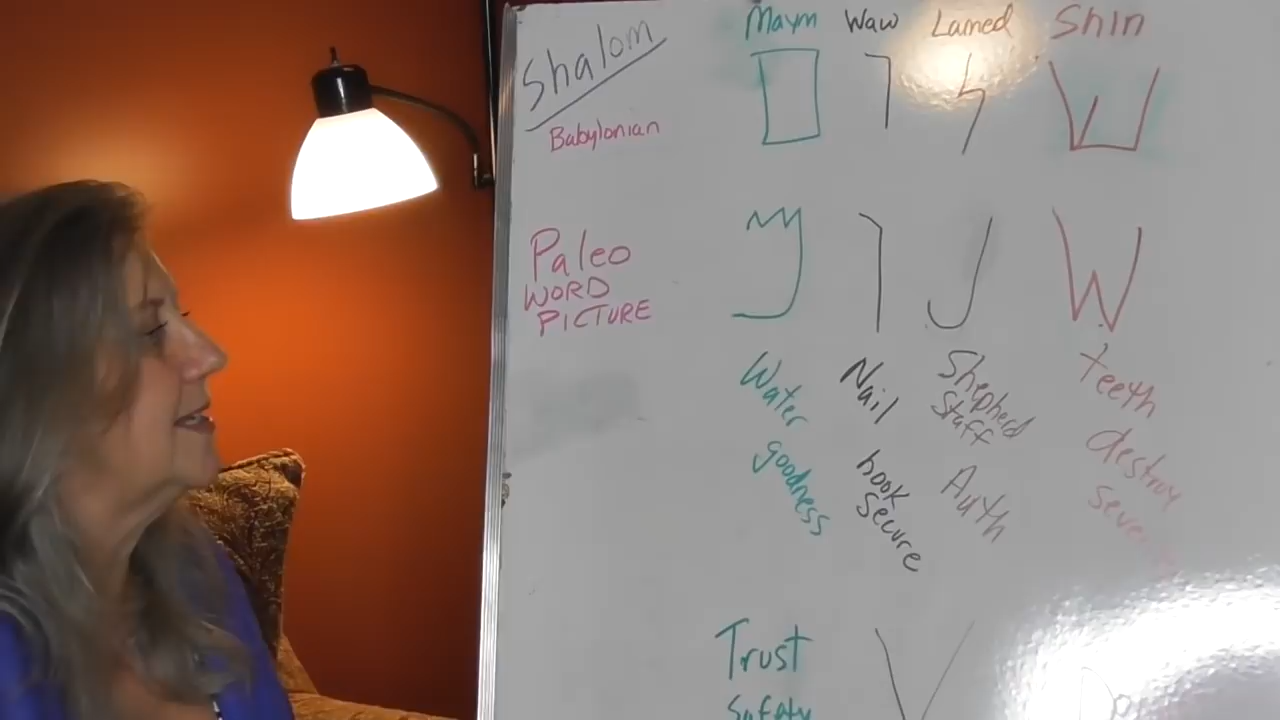 Shalom
Babylonian
Maym Waw Lamed Shin
Paleo
WORD
PICTURE
Water
goodness
Nail
hook
secure
Shepherd
Staff
Auth
teeth
destroy
Trust
Safety